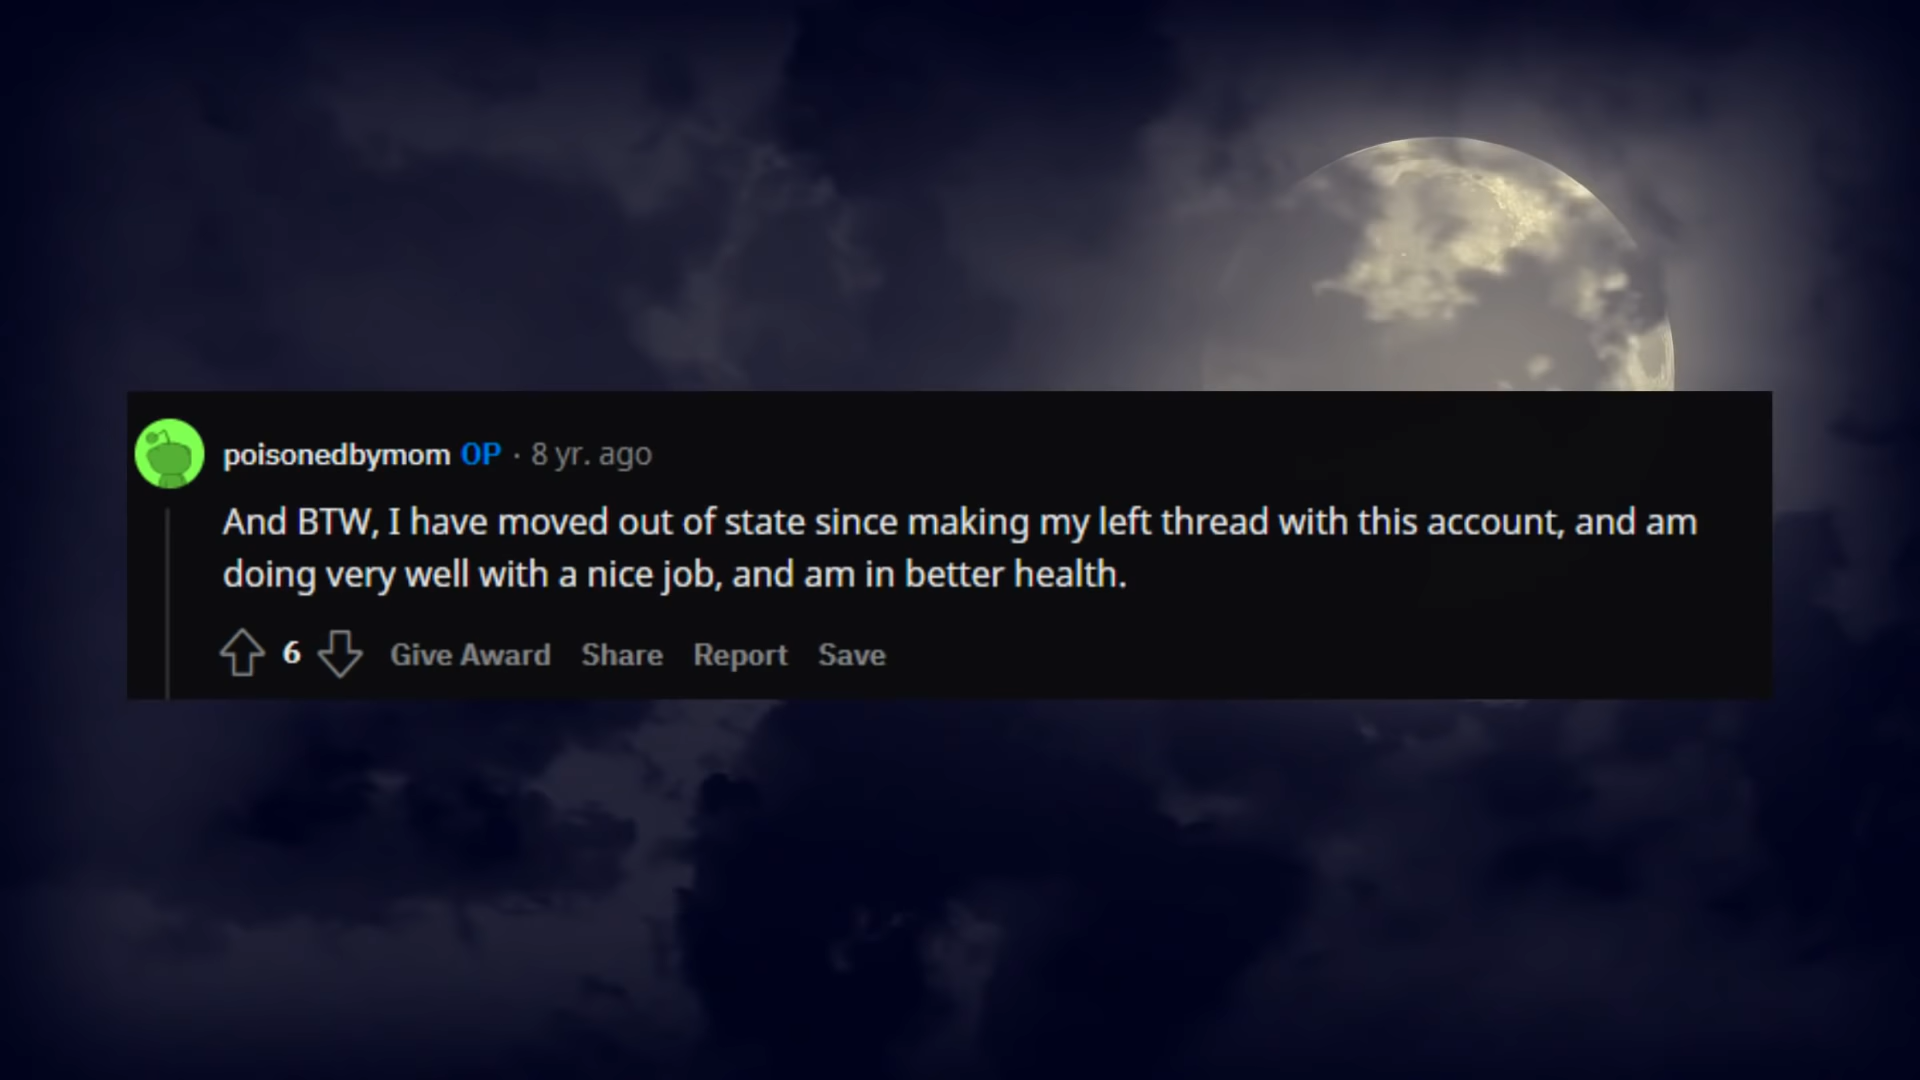 poisonedbymom OP · 8 yr. ago
And BTW, I have moved out of state since making my left thread with this account, and am
doing very well with a nice job, and am in better health.
6 Give Award Share Report Save